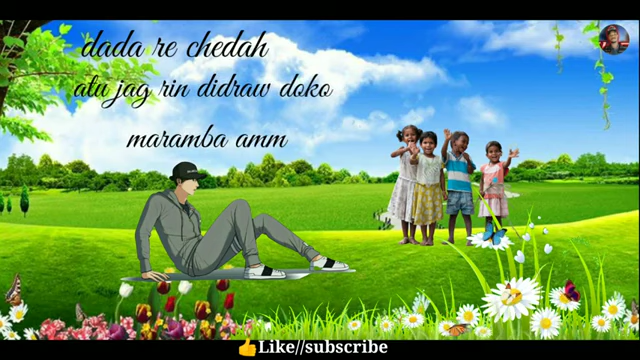 dada re chedah
atu jag rin didraw doko
maramba amm
👍Like//subscribe